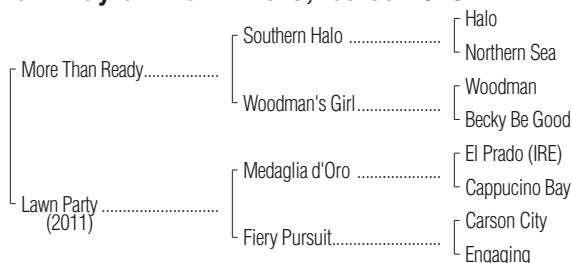 Halo
Southern Halo
Northern Sea
More Than Ready
Woodman
Woodman's Girl
Becky Be Good
El Prado (IRE)
Medaglia d'Oro
Cappucino Bay
Lawn Party
(2011)
Carson City
Fiery Pursuit
Engaging